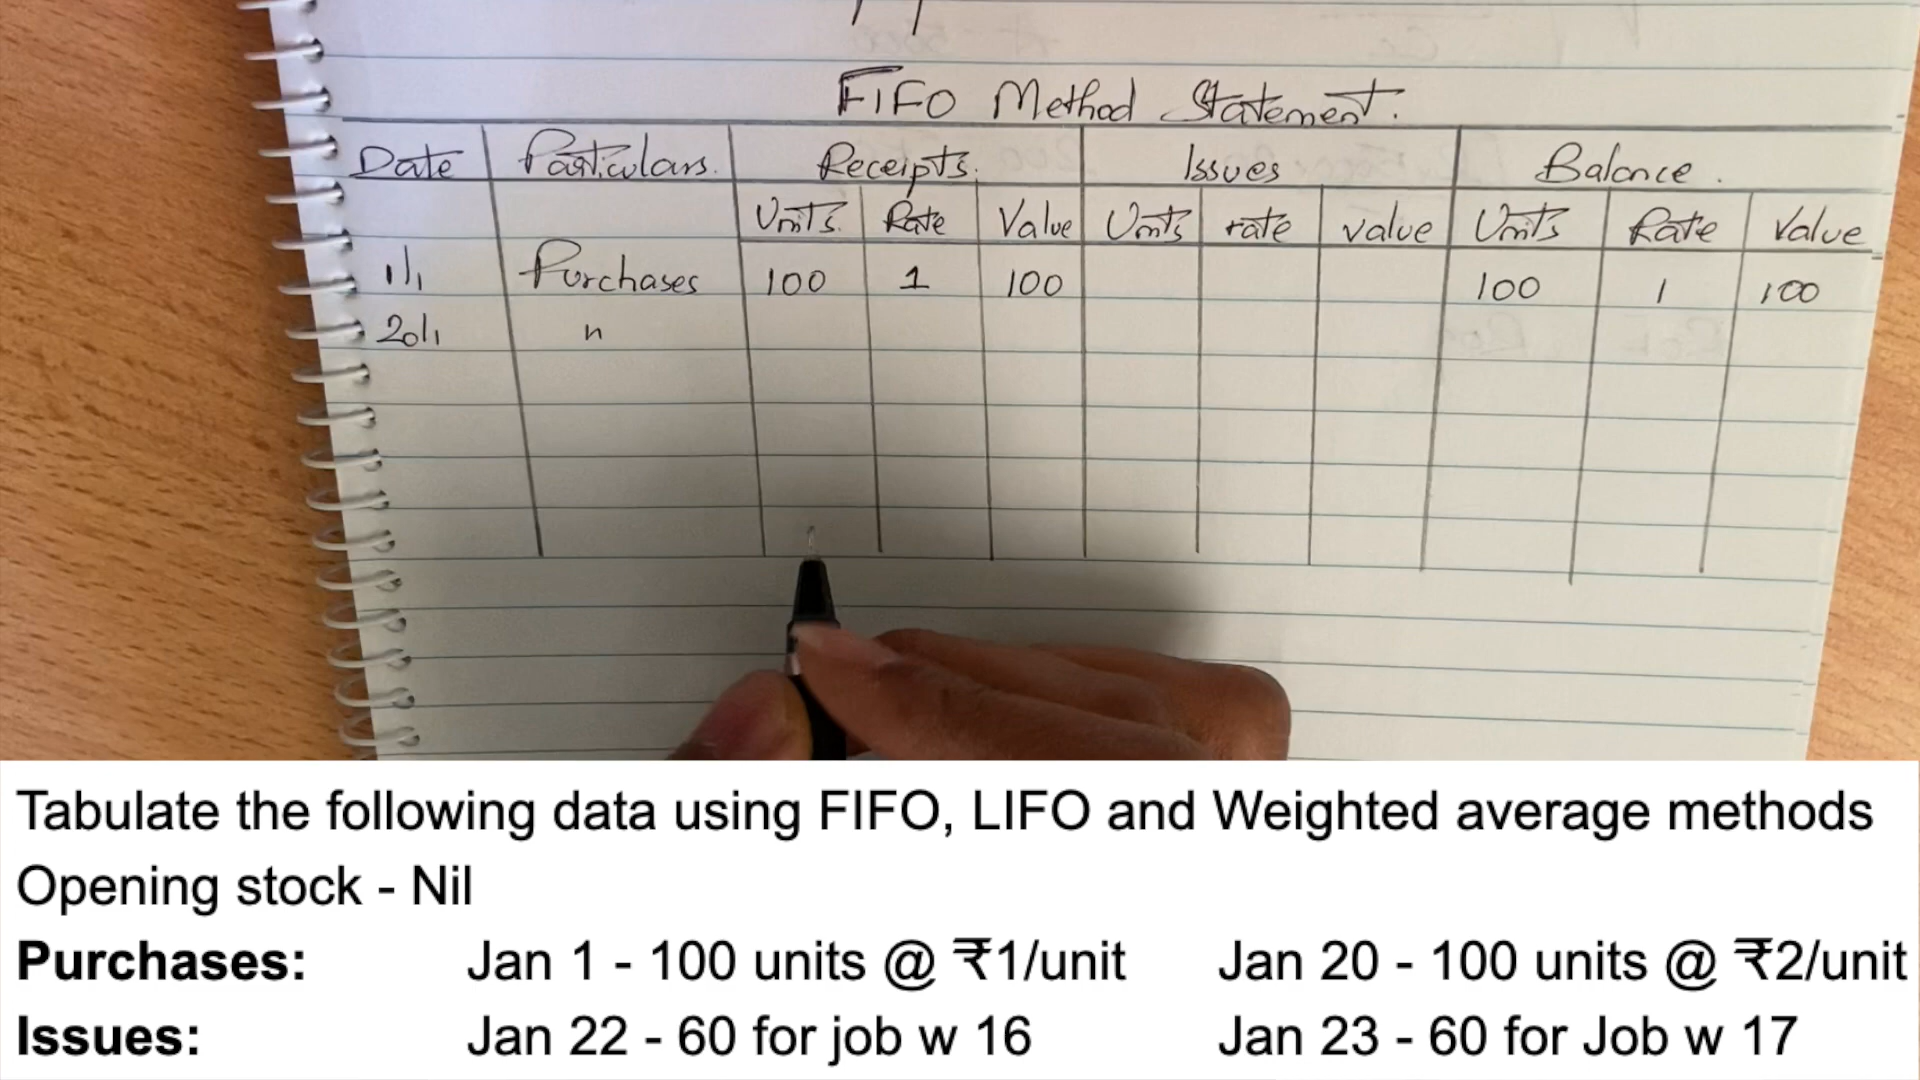 FIFO Method Statement.
Date Particulars. Receipts. Issues Balance.
Units. Rate Value Units rate value Units Rate Value
1/1 Purchases 100 1 100 100 1 100
20/1 "
Tabulate the following data using FIFO, LIFO and Weighted average methods
Opening stock - Nil
Purchases: Jan 1 - 100 units @ ₹1/unit Jan 20 - 100 units @ ₹2/unit
Issues: Jan 22 - 60 for job w 16 Jan 23 - 60 for Job w 17